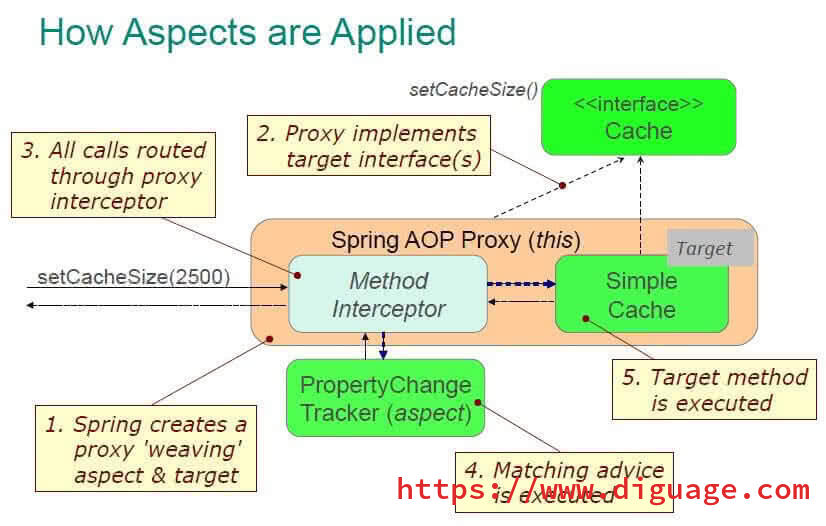 How Aspects are Applied
setCacheSize()
<<interface>>
Cache
2. Proxy implements
target interface(s)
3. All calls routed
through proxy
interceptor
Spring AOP Proxy (this)
Target
setCacheSize(2500)
Method
Interceptor
Simple
Cache
PropertyChange
Tracker (aspect)
5. Target method
is executed
1. Spring creates a
proxy 'weaving'
aspect & target
4. Matching advice
is executed
https://www.diguage.com